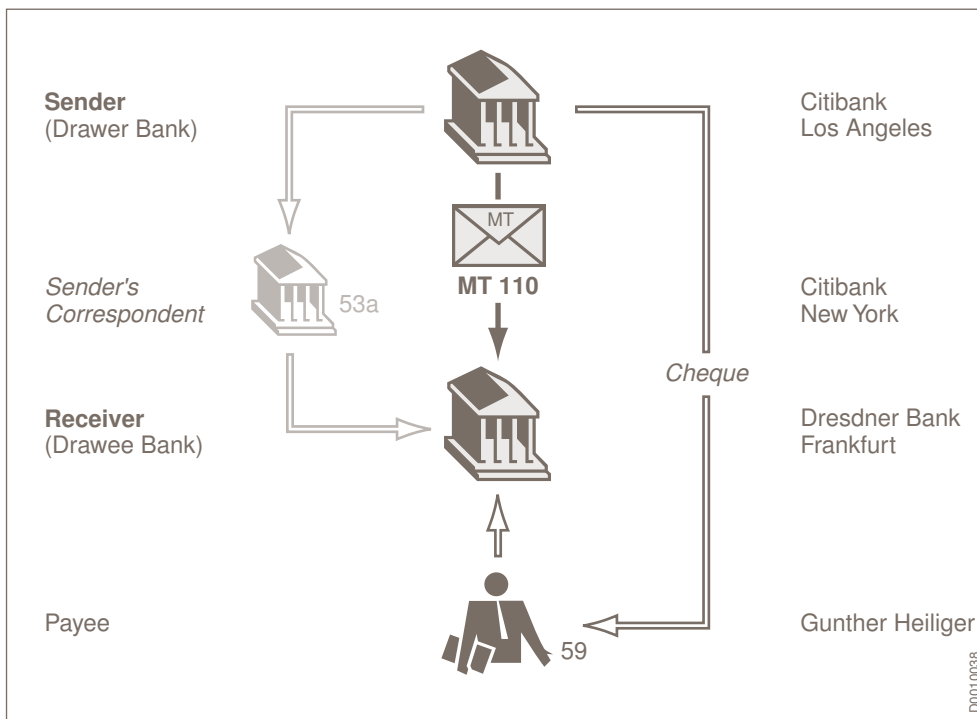 Sender
(Drawer Bank)
Citibank
Los Angeles
MT
MT 110
Sender's
Correspondent
53a
Citibank
New York
Cheque
Receiver
(Drawee Bank)
Dresdner Bank
Frankfurt
Payee
59
Gunther Heiliger
D0010038